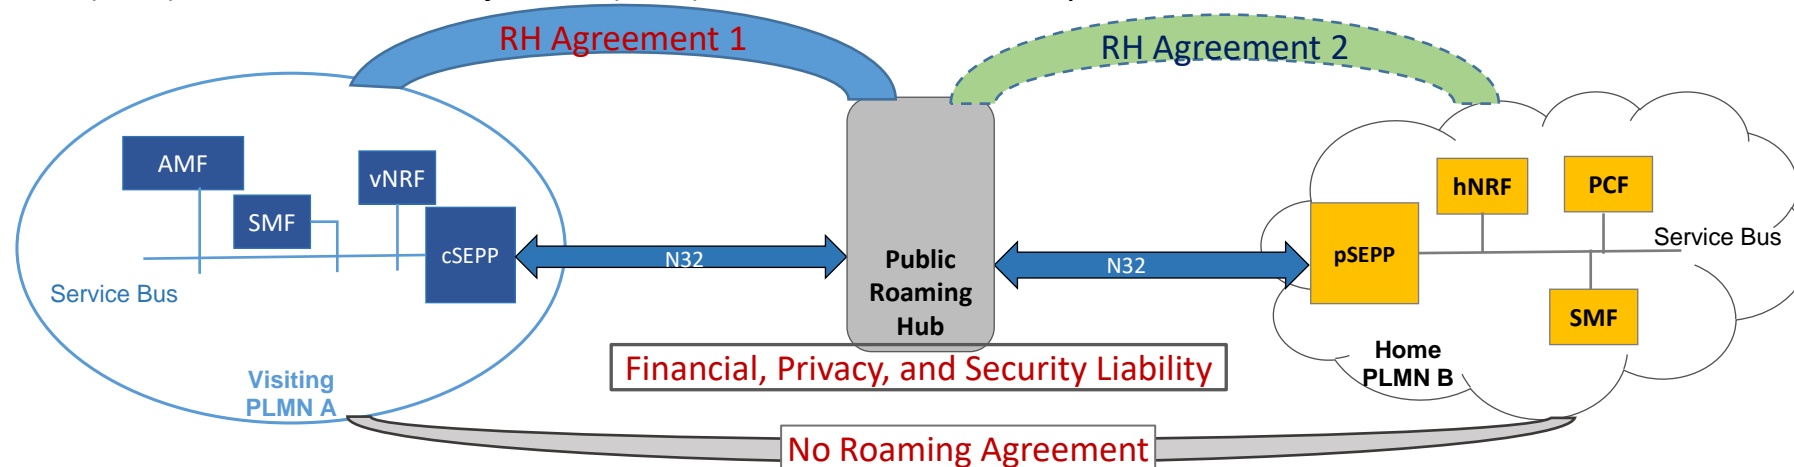 RH Agreement 1
RH Agreement 2
AMF
vNRF
SMF
cSEPP
Service Bus
N32
Public
Roaming
Hub
N32
hNRF
PCF
pSEPP
Service Bus
SMF
Visiting
PLMN A
Home
PLMN B
Financial, Privacy, and Security Liability
No Roaming Agreement